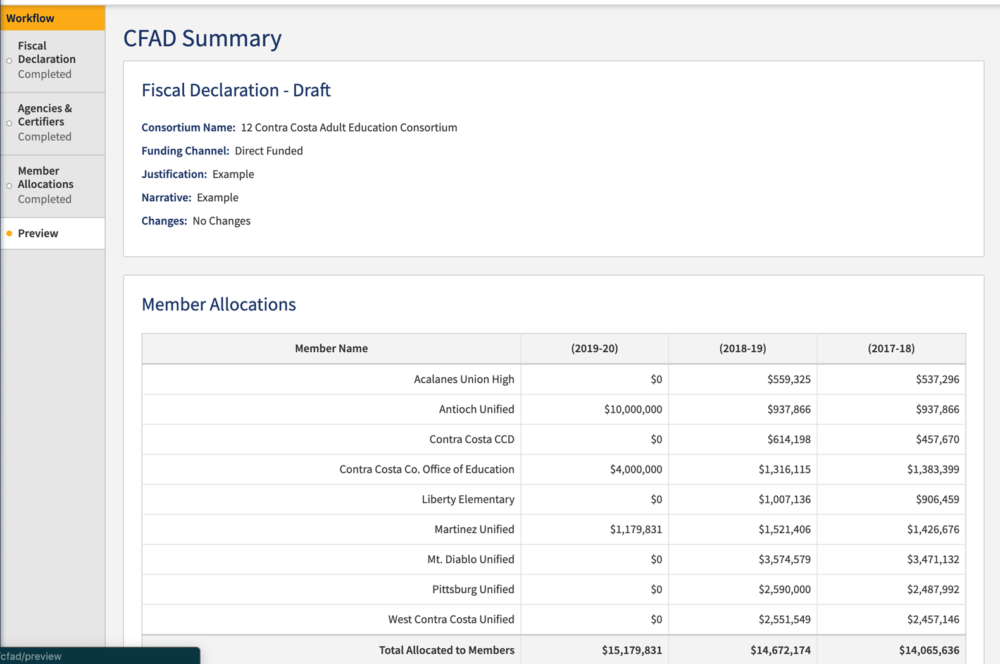 Workflow
Fiscal
Declaration
Completed
Agencies &
Certifiers
Completed
Member
Allocations
Completed
Preview
CFAD Summary
Fiscal Declaration - Draft
Consortium Name: 12 Contra Costa Adult Education Consortium
Funding Channel: Direct Funded
Justification: Example
Narrative: Example
Changes: No Changes
Member Allocations
Member Name (2019-20) (2018-19) (2017-18)
Acalanes Union High $0 $559,325 $537,296
Antioch Unified $10,000,000 $937,866 $937,866
Contra Costa CCD $0 $614,198 $457,670
Contra Costa Co. Office of Education $4,000,000 $1,316,115 $1,383,399
Liberty Elementary $0 $1,007,136 $906,459
Martinez Unified $1,179,831 $1,521,406 $1,426,676
Mt. Diablo Unified $0 $3,574,579 $3,471,132
Pittsburg Unified $0 $2,590,000 $2,487,992
West Contra Costa Unified $0 $2,551,549 $2,457,146
Total Allocated to Members $15,179,831 $14,672,174 $14,065,636
/cfad/preview